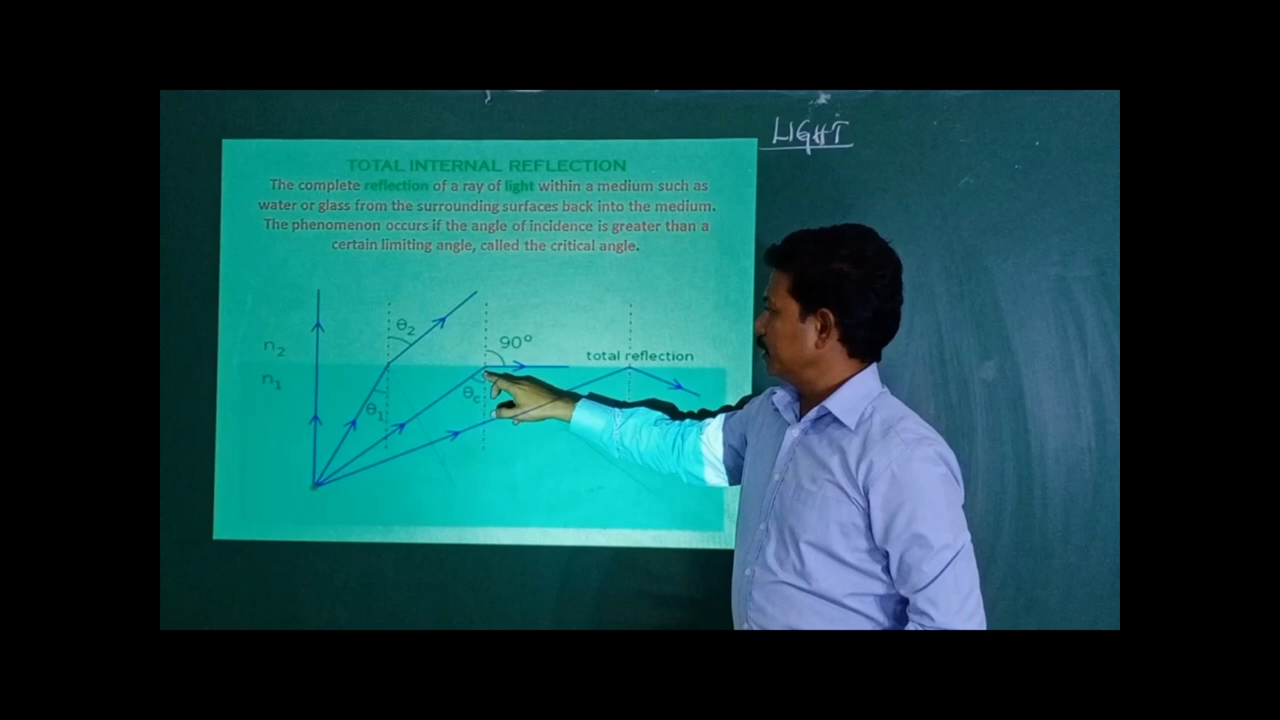 LIGHT
TOTAL INTERNAL REFLECTION
The complete reflection of a ray of light within a medium such as
water or glass from the surrounding surfaces back into the medium.
The phenomenon occurs if the angle of incidence is greater than a
certain limiting angle, called the critical angle.
θ₂
90°
n₂
total reflection
n₁
θc
θ₁